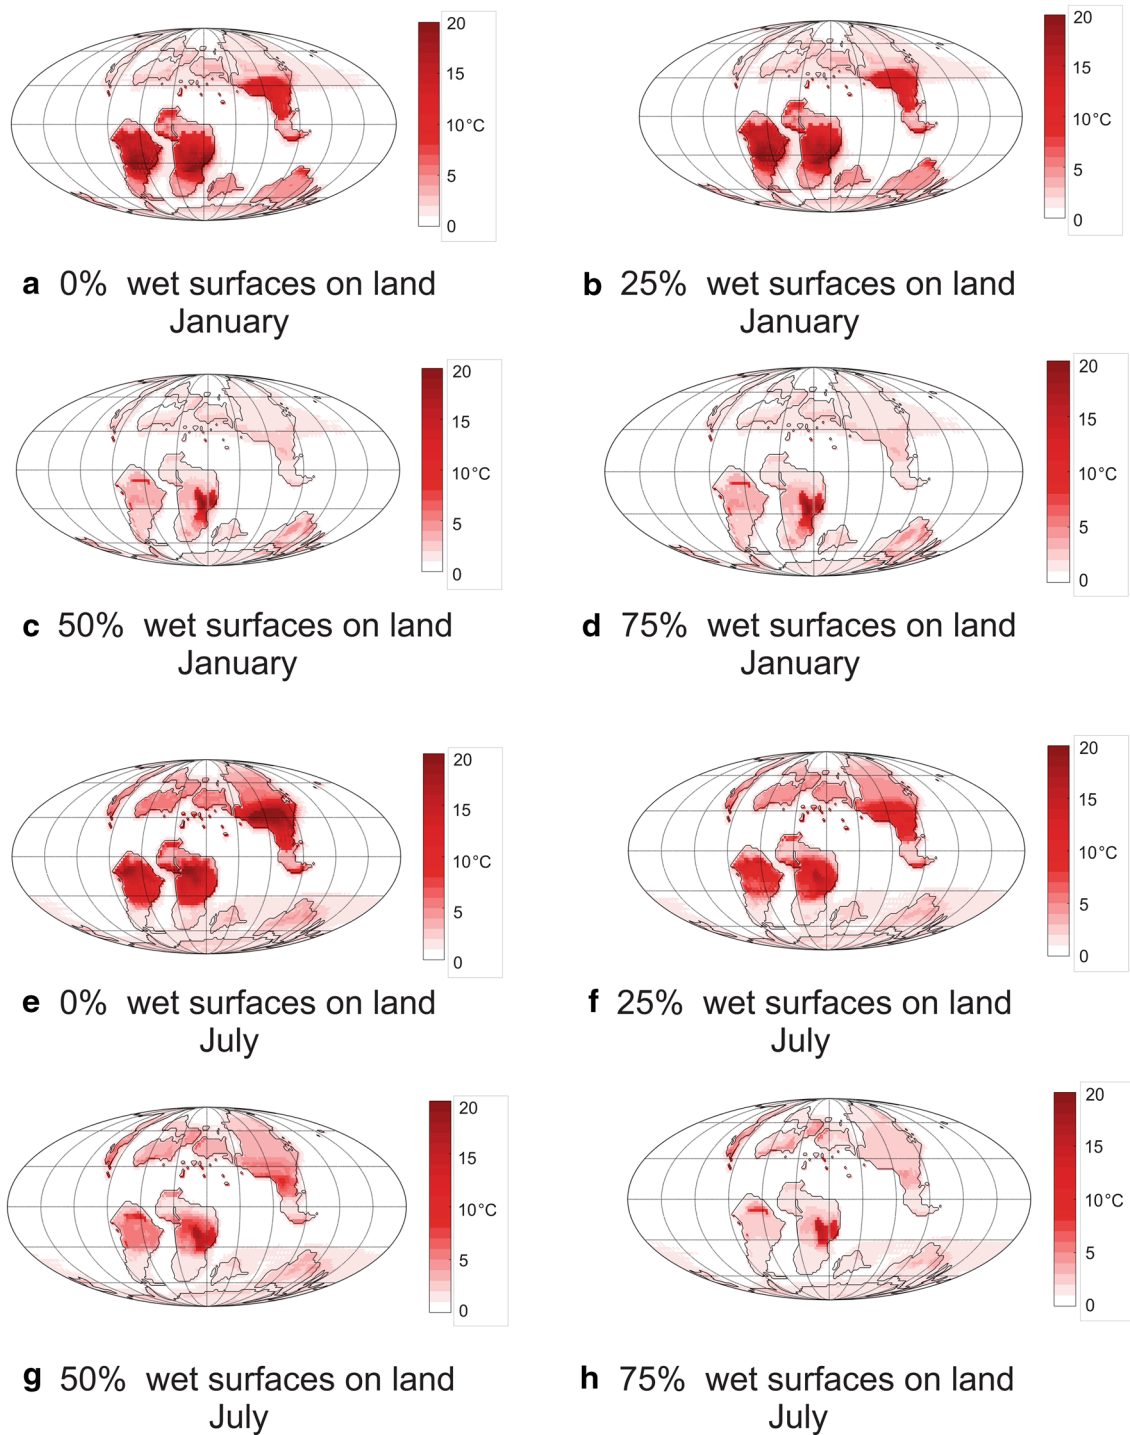 20
15
10°C
5
0
20
15
10°C
5
0
a 0% wet surfaces on land
January
b 25% wet surfaces on land
January
20
15
10°C
5
0
20
15
10°C
5
0
c 50% wet surfaces on land
January
d 75% wet surfaces on land
January
20
15
10°C
5
0
20
15
10°C
5
0
e 0% wet surfaces on land
July
f 25% wet surfaces on land
July
20
15
10°C
5
0
20
15
10°C
5
0
g 50% wet surfaces on land
July
h 75% wet surfaces on land
July